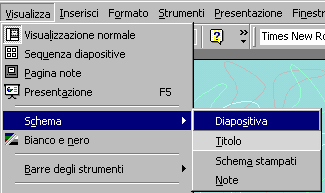 Visualizza Inserisci Formato Strumenti Presentazione
Times New Ro
Visualizzazione normale
Sequenza diapositive
Pagina note
Presentazione F5
Schema
Bianco e nero
Barre degli strumenti
Diapositiva
Titolo
Schema stampati
Note